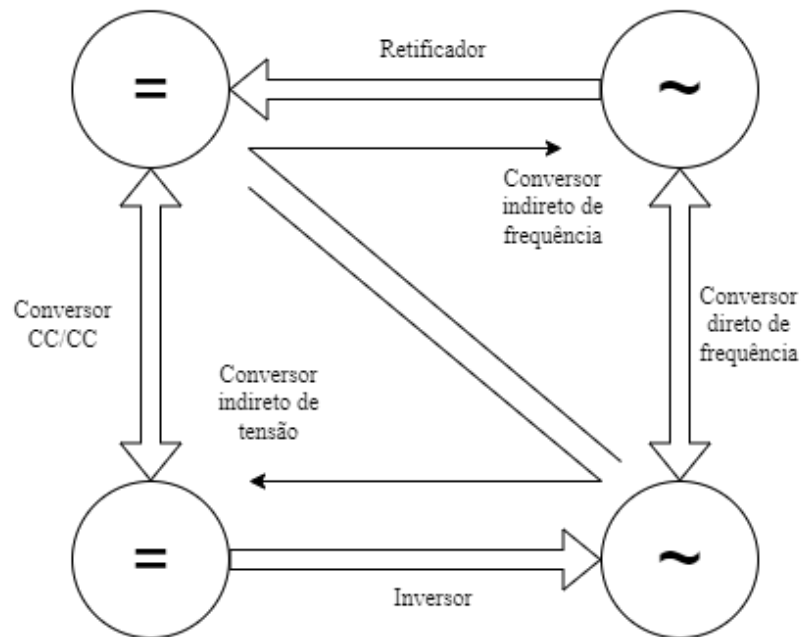 Retificador
=
~
Conversor
indireto de
frequência
Conversor
CC/CC
Conversor
direto de
frequência
Conversor
indireto de
tensão
=
~
Inversor